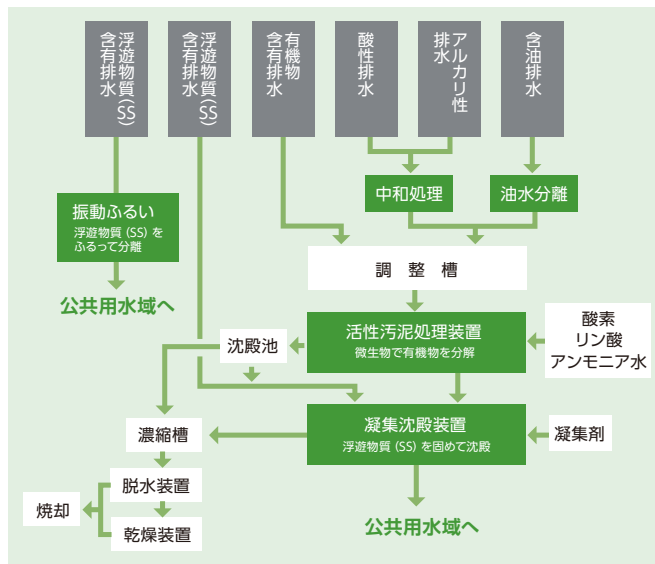 浮遊物質(SS)
含有排水
浮遊物質(SS)
含有排水
有機物
含有排水
酸性排水
アルカリ性
排水
含油排水
中和処理
油水分離
振動ふるい
浮遊物質(SS)を
ふるって分離
公共用水域へ
調 整 槽
活性汚泥処理装置
微生物で有機物を分解
酸素
リン酸
アンモニア水
沈殿池
凝集沈殿装置
浮遊物質(SS)を固めて沈殿
凝集剤
濃縮槽
脱水装置
焼却
乾燥装置
公共用水域へ